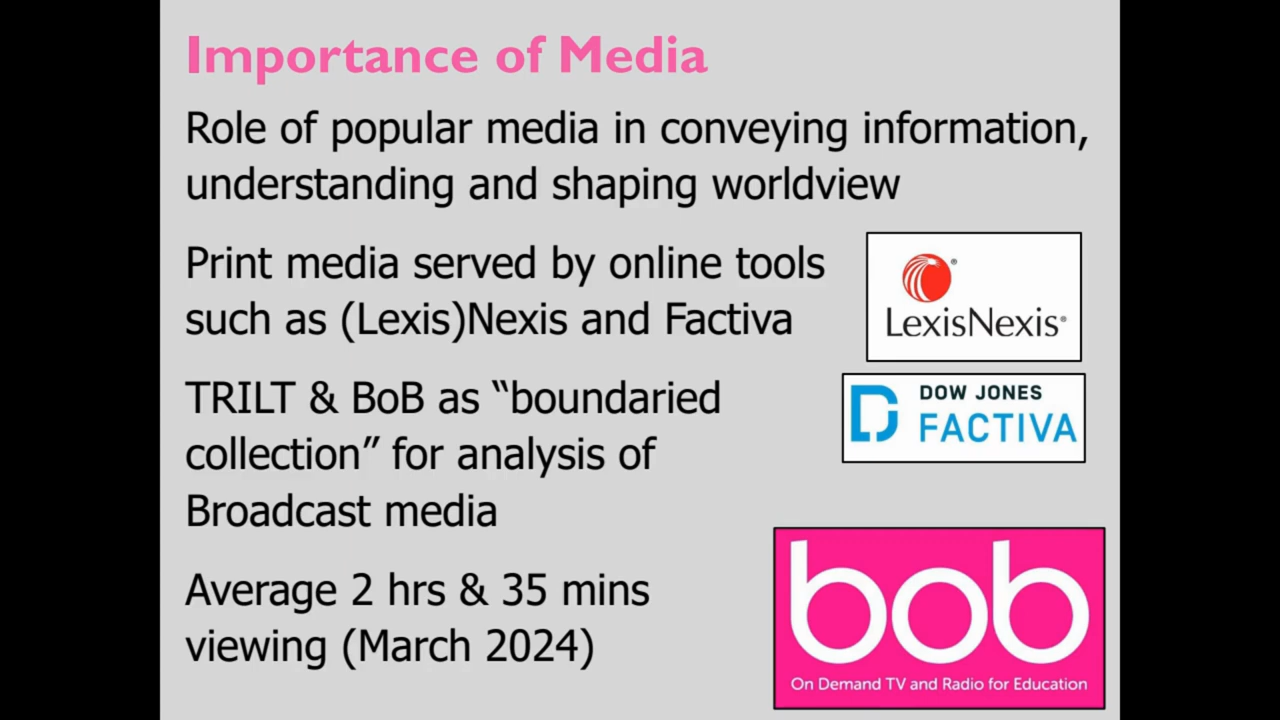 Importance of Media
Role of popular media in conveying information,
understanding and shaping worldview
Print media served by online tools
such as (Lexis)Nexis and Factiva
LexisNexis®
TRILT & BoB as “boundaried
collection” for analysis of
Broadcast media
DOW JONES
FACTIVA
Average 2 hrs & 35 mins
viewing (March 2024)
bob
On Demand TV and Radio for Education